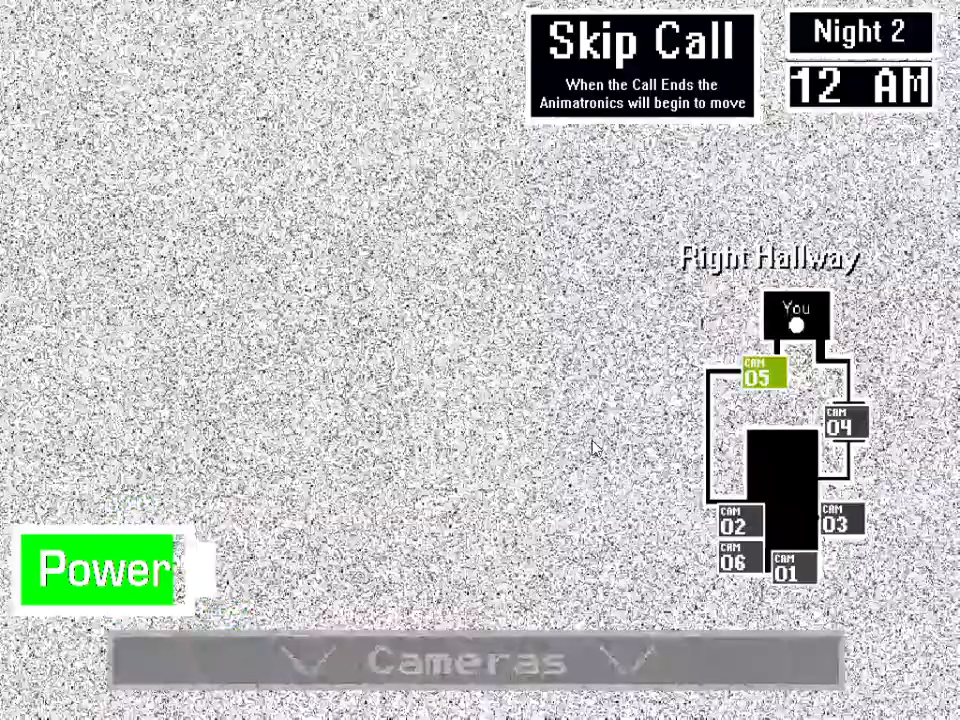 Skip Call
When the Call Ends the
Animatronics will begin to move
Night 2
12 AM
Right Hallway
You
CAM
05
CAM
04
CAM
02
CAM
03
CAM
06
CAM
01
Power
Cameras